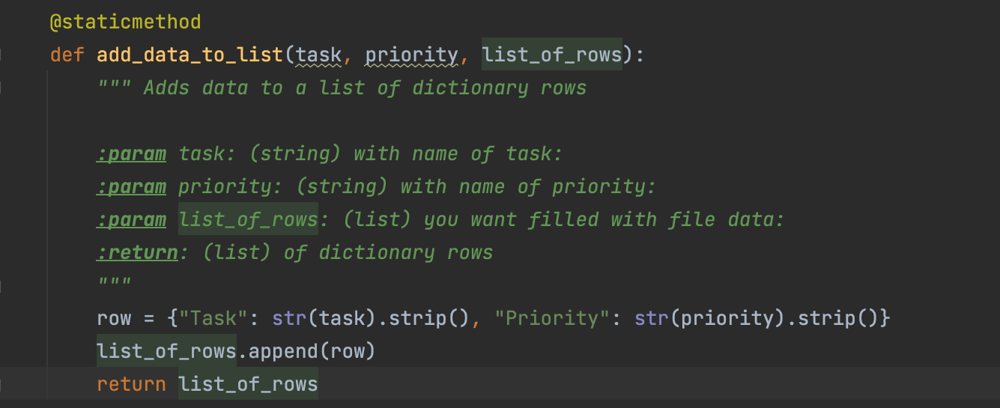 @staticmethod
def add_data_to_list(task, priority, list_of_rows):
""" Adds data to a list of dictionary rows
:param task: (string) with name of task:
:param priority: (string) with name of priority:
:param list_of_rows: (list) you want filled with file data:
:return: (list) of dictionary rows
"""
row = {"Task": str(task).strip(), "Priority": str(priority).strip()}
list_of_rows.append(row)
return list_of_rows